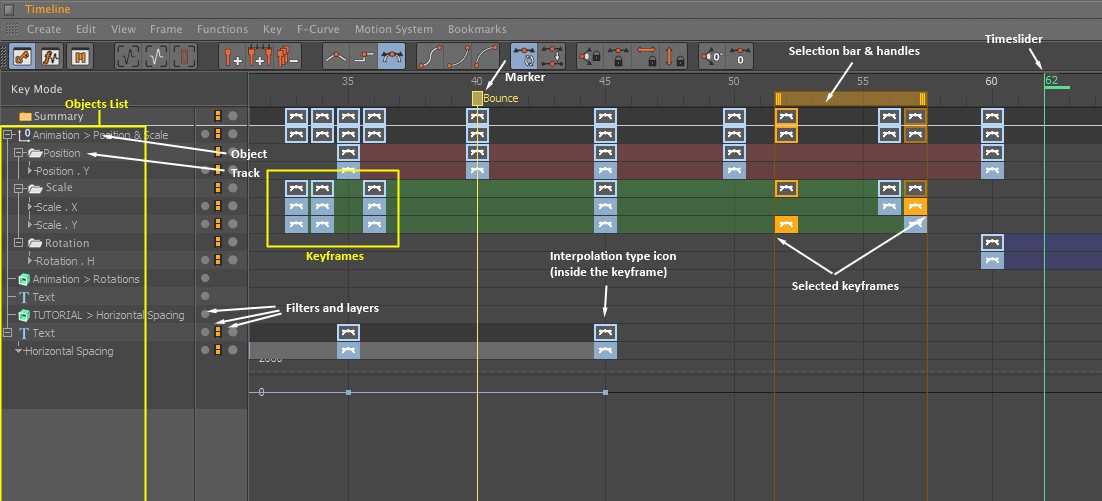 Timeline
Create Edit View Frame Functions Key F-Curve Motion System Bookmarks
Selection bar & handles
Timeslider
Marker
Key Mode
35 40 45 50 55 60 62
Objects List
Bounce
Summary
Animation > Position & Scale
Object
Position
Track
Position . Y
Scale
Scale . X
Scale . Y
Rotation
Keyframes
Interpolation type icon
(inside the keyframe)
Rotation . H
Animation > Rotations
Selected keyframes
Text
Filters and layers
TUTORIAL > Horizontal Spacing
Text
Horizontal Spacing
2000
0